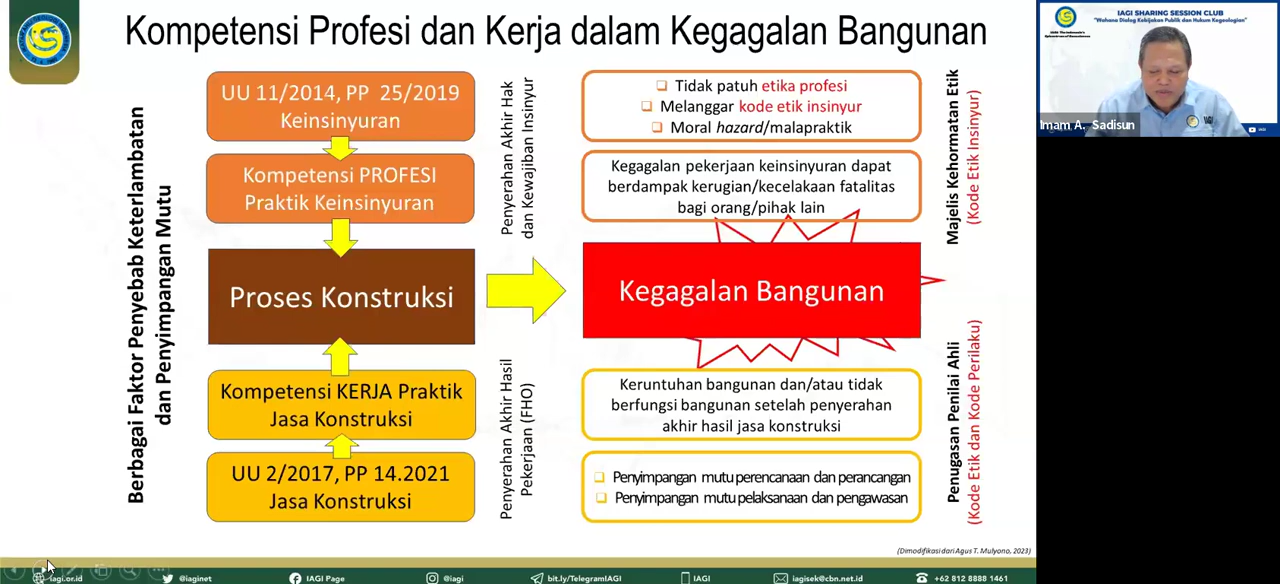 Kompetensi Profesi dan Kerja dalam Kegagalan Bangunan
Berbagai Faktor Penyebab Keterlambatan
dan Penyimpangan Mutu
UU 11/2014, PP 25/2019
Keinsinyuran
Kompetensi PROFESI
Praktik Keinsinyuran
Proses Konstruksi
Kompetensi KERJA Praktik
Jasa Konstruksi
UU 2/2017, PP 14.2021
Jasa Konstruksi
Penyerahan Akhir Hak
dan Kewajiban Insinyur
Penyerahan Akhir Hasil
Pekerjaan (FHO)
Tidak patuh etika profesi
Melanggar kode etik insinyur
Moral hazard/malapraktik
Kegagalan pekerjaan keinsinyuran dapat
berdampak kerugian/kecelakaan fatalitas
bagi orang/pihak lain
Kegagalan Bangunan
Keruntuhan bangunan dan/atau tidak
berfungsi bangunan setelah penyerahan
akhir hasil jasa konstruksi
Penyimpangan mutu perencanaan dan perancangan
Penyimpangan mutu pelaksanaan dan pengawasan
Majelis Kehormatan Etik
(Kode Etik Insinyur)
Penugasan Penilai Ahli
(Kode Etik dan Kode Perilaku)
(Dimodifikasi dari Agus T. Mulyono, 2023)
iagi.or.id
@iaginet
IAGI Page
@iagi
bit.ly/TelegramIAGI
IAGI
iagisek@cbn.net.id
+62 812 8888 1461
IAGI SHARING SESSION CLUB
"Wahana Dialog Kebijakan Publik dan Hukum Kegeologian"
Imam A. Sadisun
IAGI